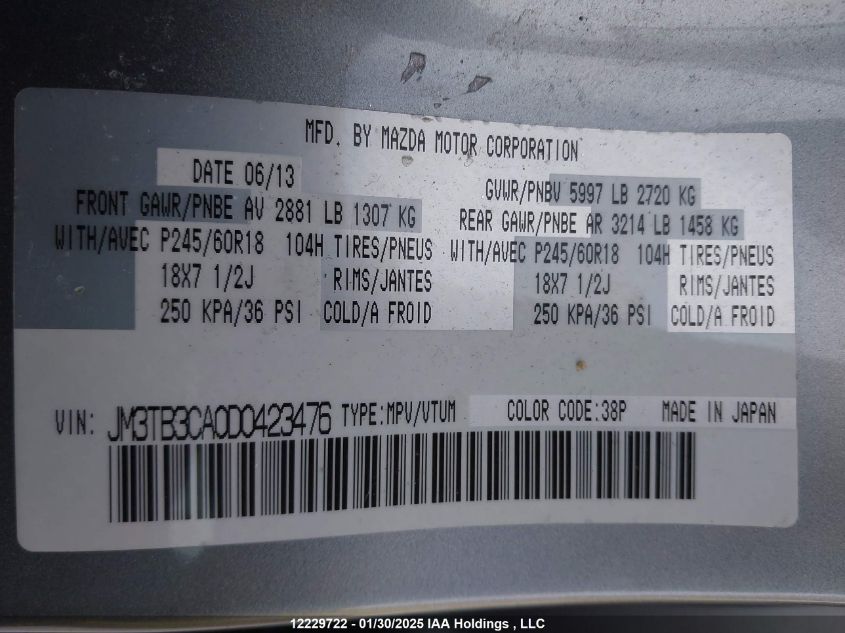 MFD. BY MAZDA MOTOR CORPORATION
DATE 06/13 GVWR/PNBV 5997 LB 2720 KG
FRONT GAWR/PNBE AV 2881 LB 1307 KG REAR GAWR/PNBE AR 3214 LB 1458 KG
WITH/AVEC P245/60R18 104H TIRES/PNEUS WITH/AVEC P245/60R18 104H TIRES/PNEUS
18X7 1/2J RIMS/JANTES 18X7 1/2J RIMS/JANTES
250 KPA/36 PSI COLD/A FROID 250 KPA/36 PSI COLD/A FROID
VIN: JM3TB3CA0D0423476 TYPE:MPV/VTUM COLOR CODE:38P MADE IN JAPAN
12229722 - 01/30/2025 IAA Holdings , LLC